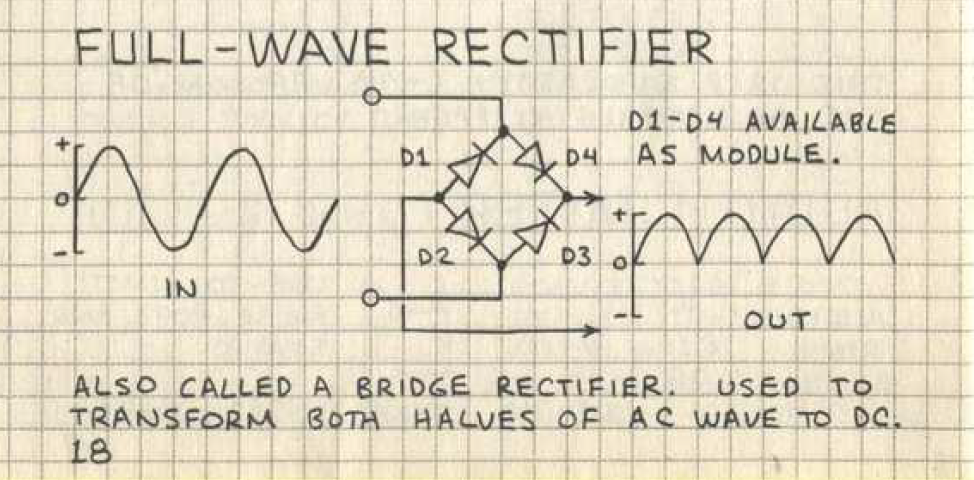 FULL-WAVE RECTIFIER
D1-D4 AVAILABLE
AS MODULE.
D1
D4
D2
D3
+
0
-
IN
+
0
-
OUT
ALSO CALLED A BRIDGE RECTIFIER. USED TO
TRANSFORM BOTH HALVES OF AC WAVE TO DC.
18